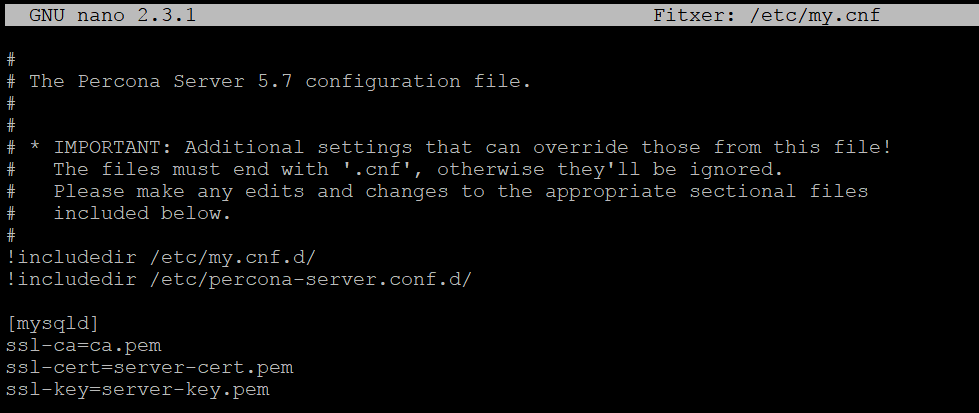 GNU nano 2.3.1 Fitxer: /etc/my.cnf
#
# The Percona Server 5.7 configuration file.
#
#
# * IMPORTANT: Additional settings that can override those from this file!
#   The files must end with '.cnf', otherwise they'll be ignored.
#   Please make any edits and changes to the appropriate sectional files
#   included below.
#
!includedir /etc/my.cnf.d/
!includedir /etc/percona-server.conf.d/
[mysqld]
ssl-ca=ca.pem
ssl-cert=server-cert.pem
ssl-key=server-key.pem